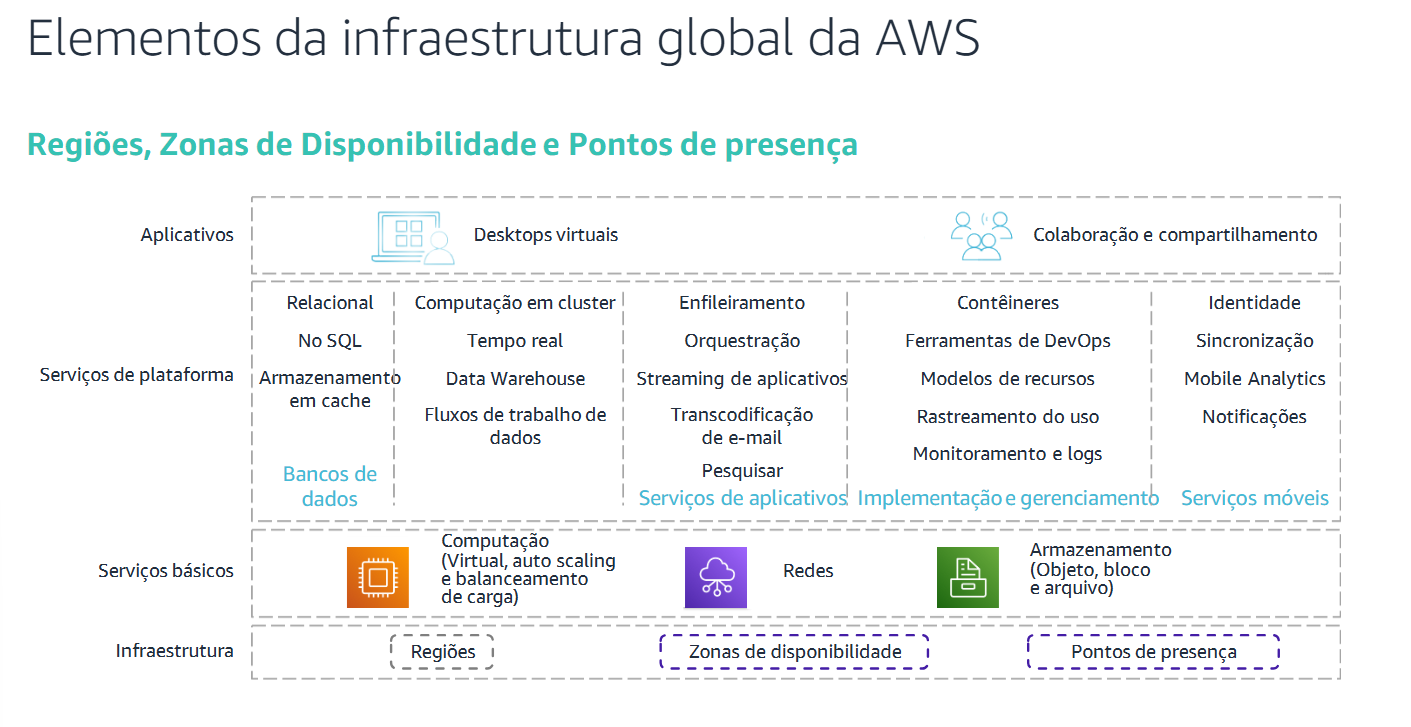 Elementos da infraestrutura global da AWS
Regiões, Zonas de Disponibilidade e Pontos de presença
Aplicativos
Desktops virtuais
Colaboração e compartilhamento
Serviços de plataforma
Relacional
No SQL
Armazenamento
em cache
Bancos de
dados
Computação em cluster
Tempo real
Data Warehouse
Fluxos de trabalho de
dados
Enfileiramento
Orquestração
Streaming de aplicativos
Transcodificação
de e-mail
Pesquisar
Serviços de aplicativos
Contêineres
Ferramentas de DevOps
Modelos de recursos
Rastreamento do uso
Monitoramento e logs
Implementação e gerenciamento
Identidade
Sincronização
Mobile Analytics
Notificações
Serviços móveis
Serviços básicos
Computação
(Virtual, auto scaling
e balanceamento
de carga)
Redes
Armazenamento
(Objeto, bloco
e arquivo)
Infraestrutura
Regiões
Zonas de disponibilidade
Pontos de presença